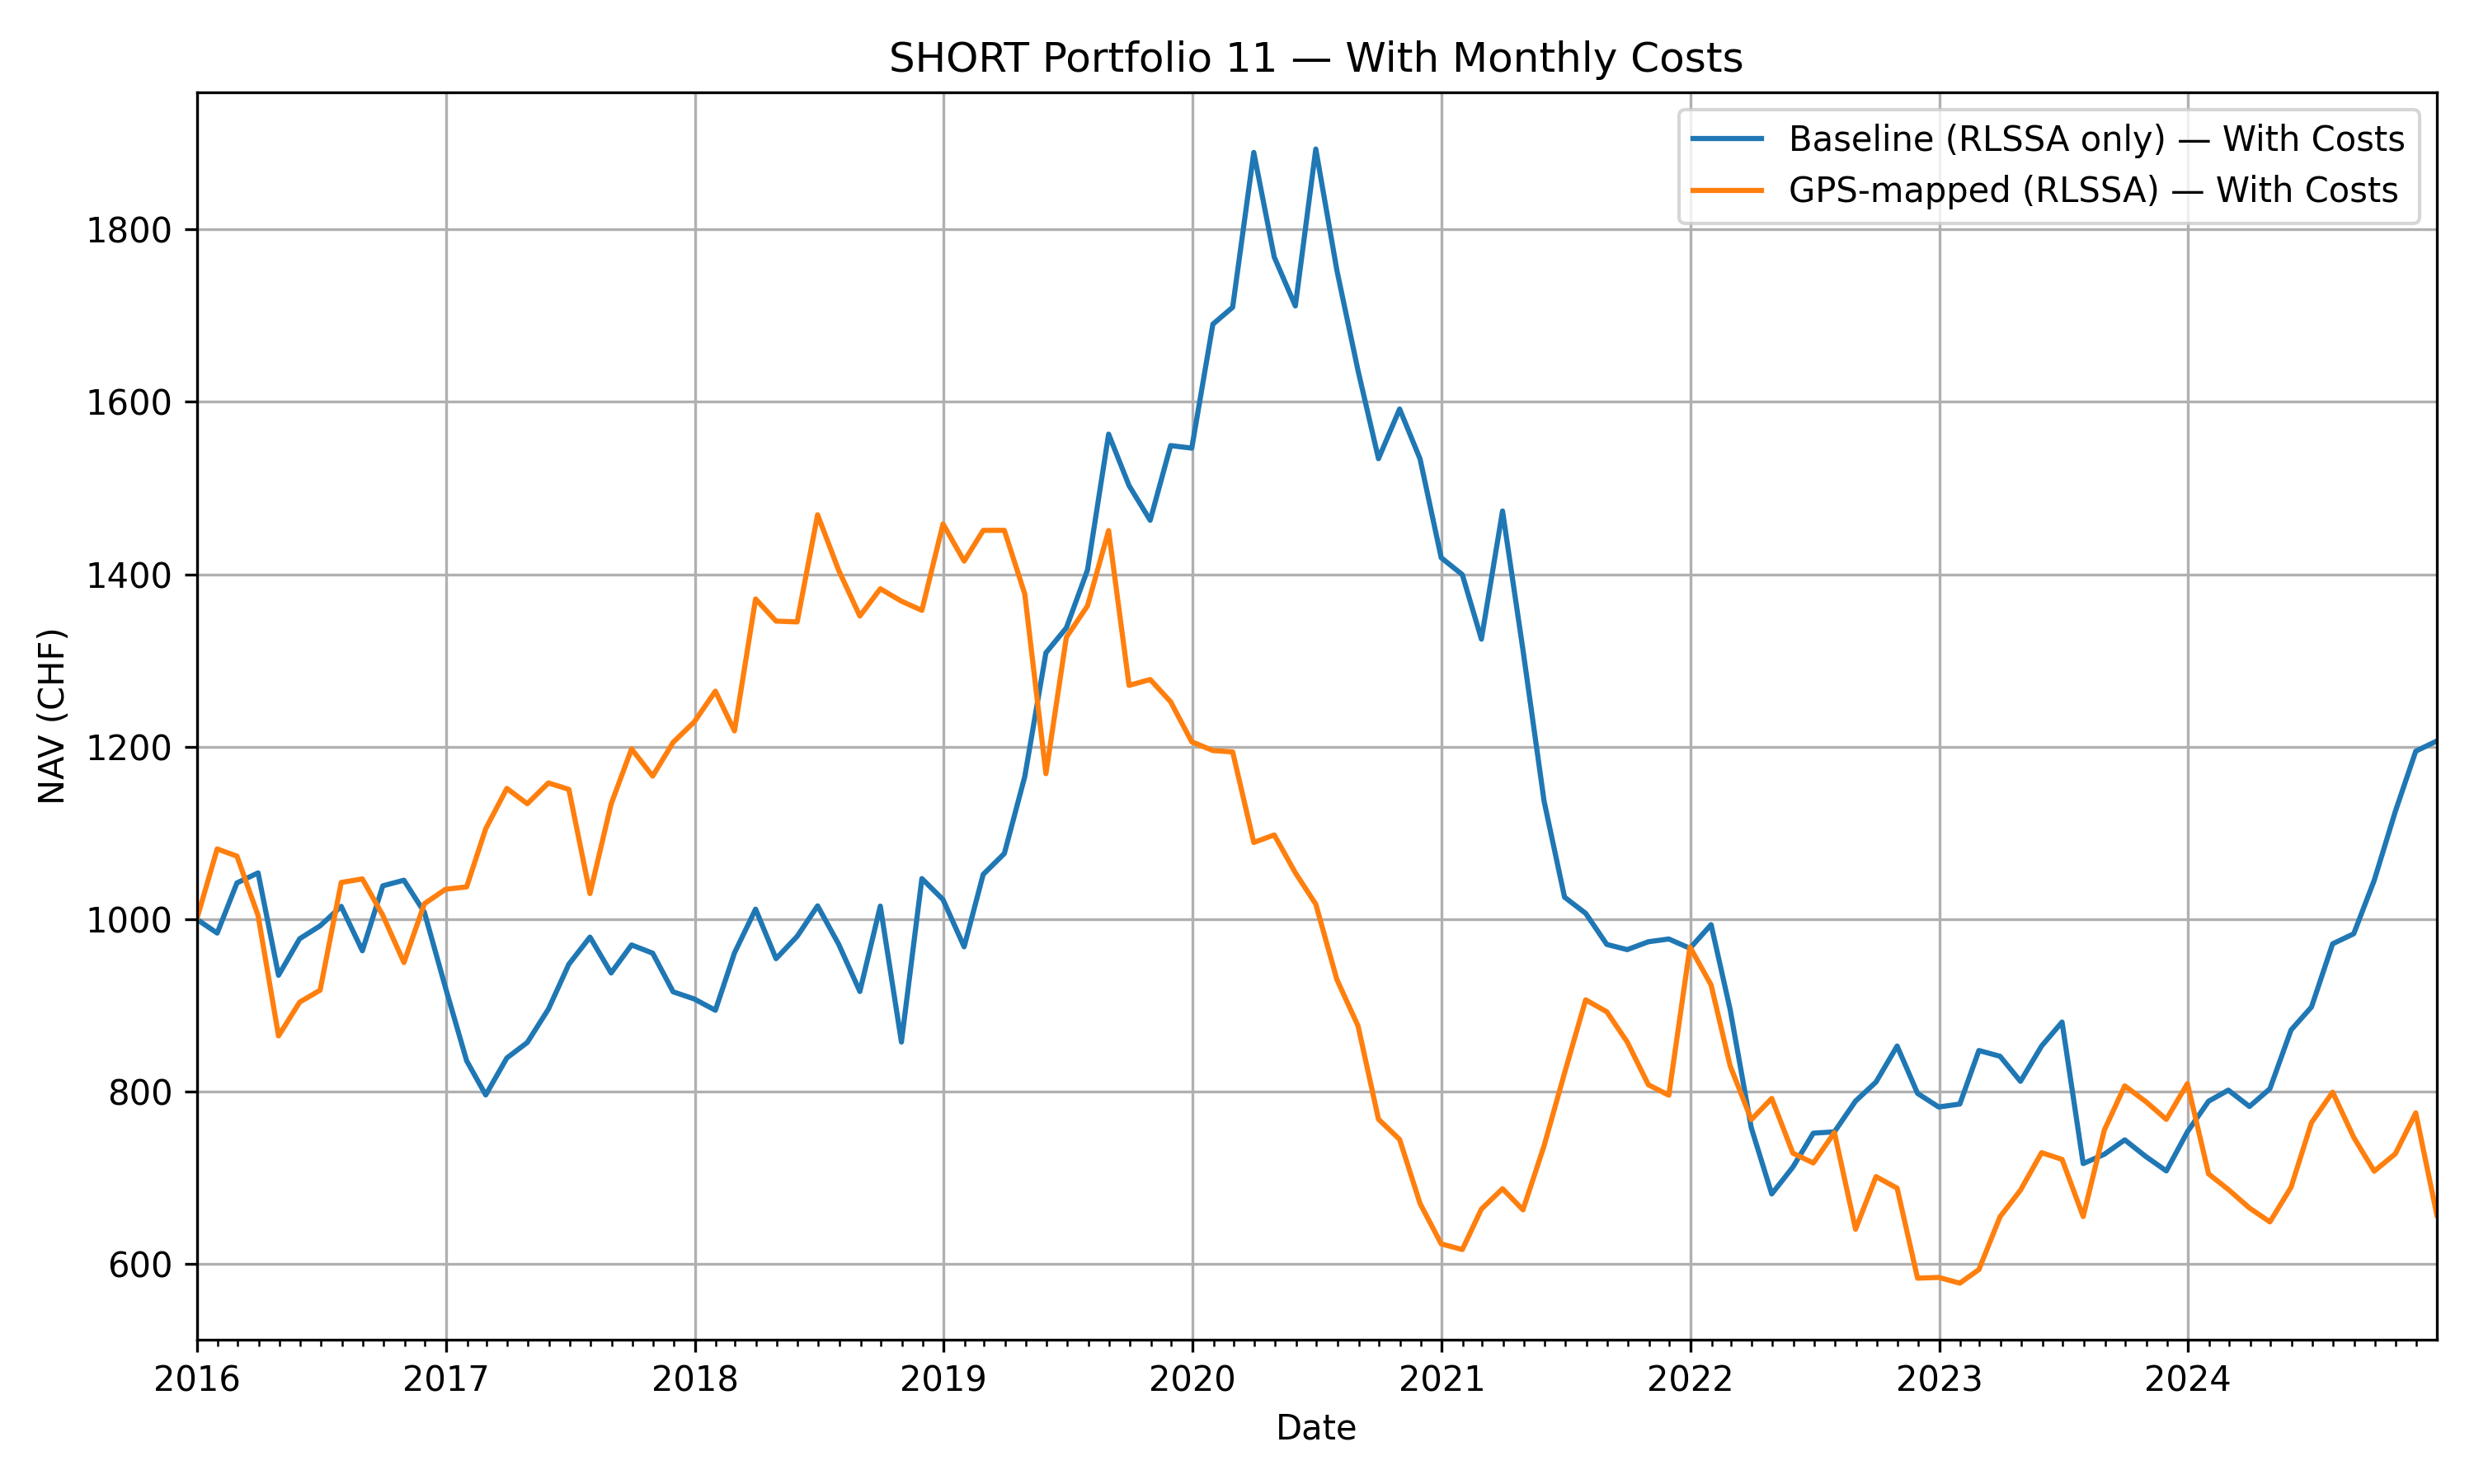 SHORT Portfolio 11 — With Monthly Costs
Baseline (RLSSA only) — With Costs
GPS-mapped (RLSSA) — With Costs
1800
1600
1400
1200
1000
800
600
NAV (CHF)
2016 2017 2018 2019 2020 2021 2022 2023 2024
Date